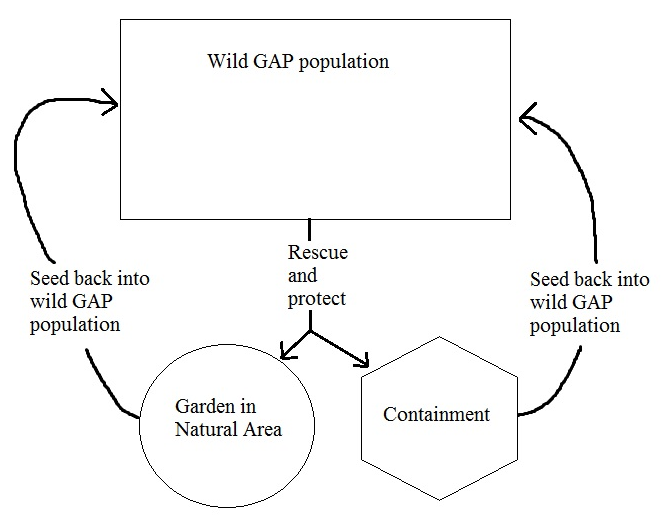 Wild GAP population
Rescue
and
protect
Seed back into
wild GAP
population
Seed back into
wild GAP
population
Garden in
Natural Area
Containment